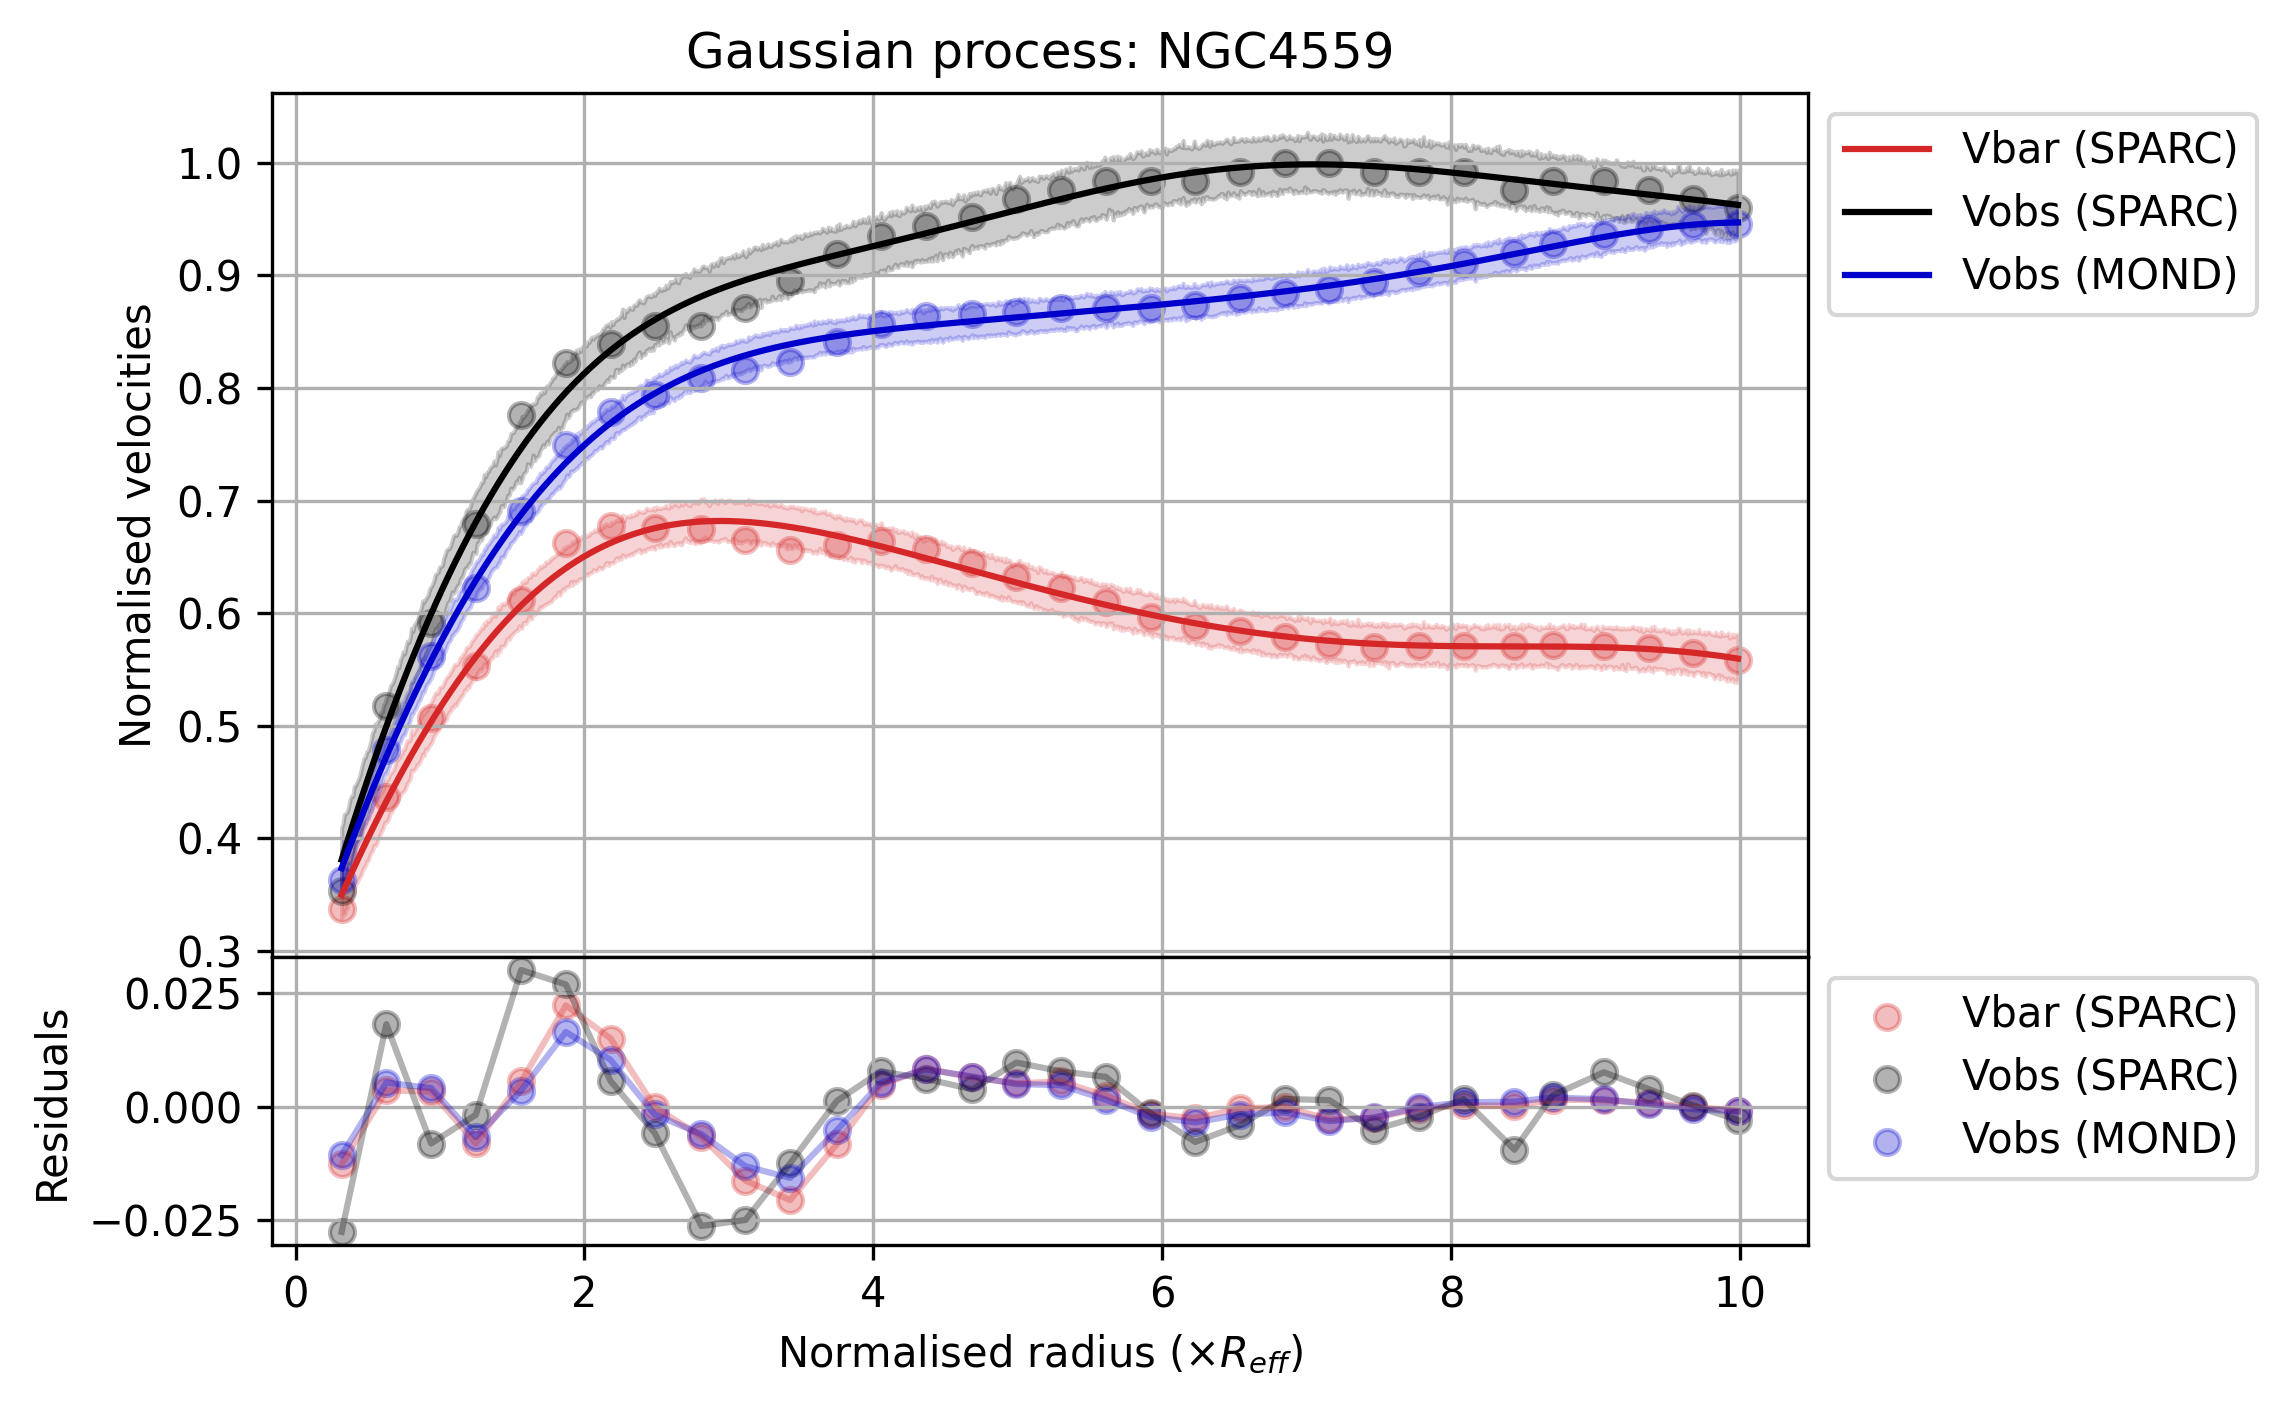 Gaussian process: NGC4559
Normalised velocities
1.0
0.9
0.8
0.7
0.6
0.5
0.4
0.3
Vbar (SPARC)
Vobs (SPARC)
Vobs (MOND)
Residuals
0.025
0.000
−0.025
Vbar (SPARC)
Vobs (SPARC)
Vobs (MOND)
0 2 4 6 8 10
Normalised radius (×R_{eff})